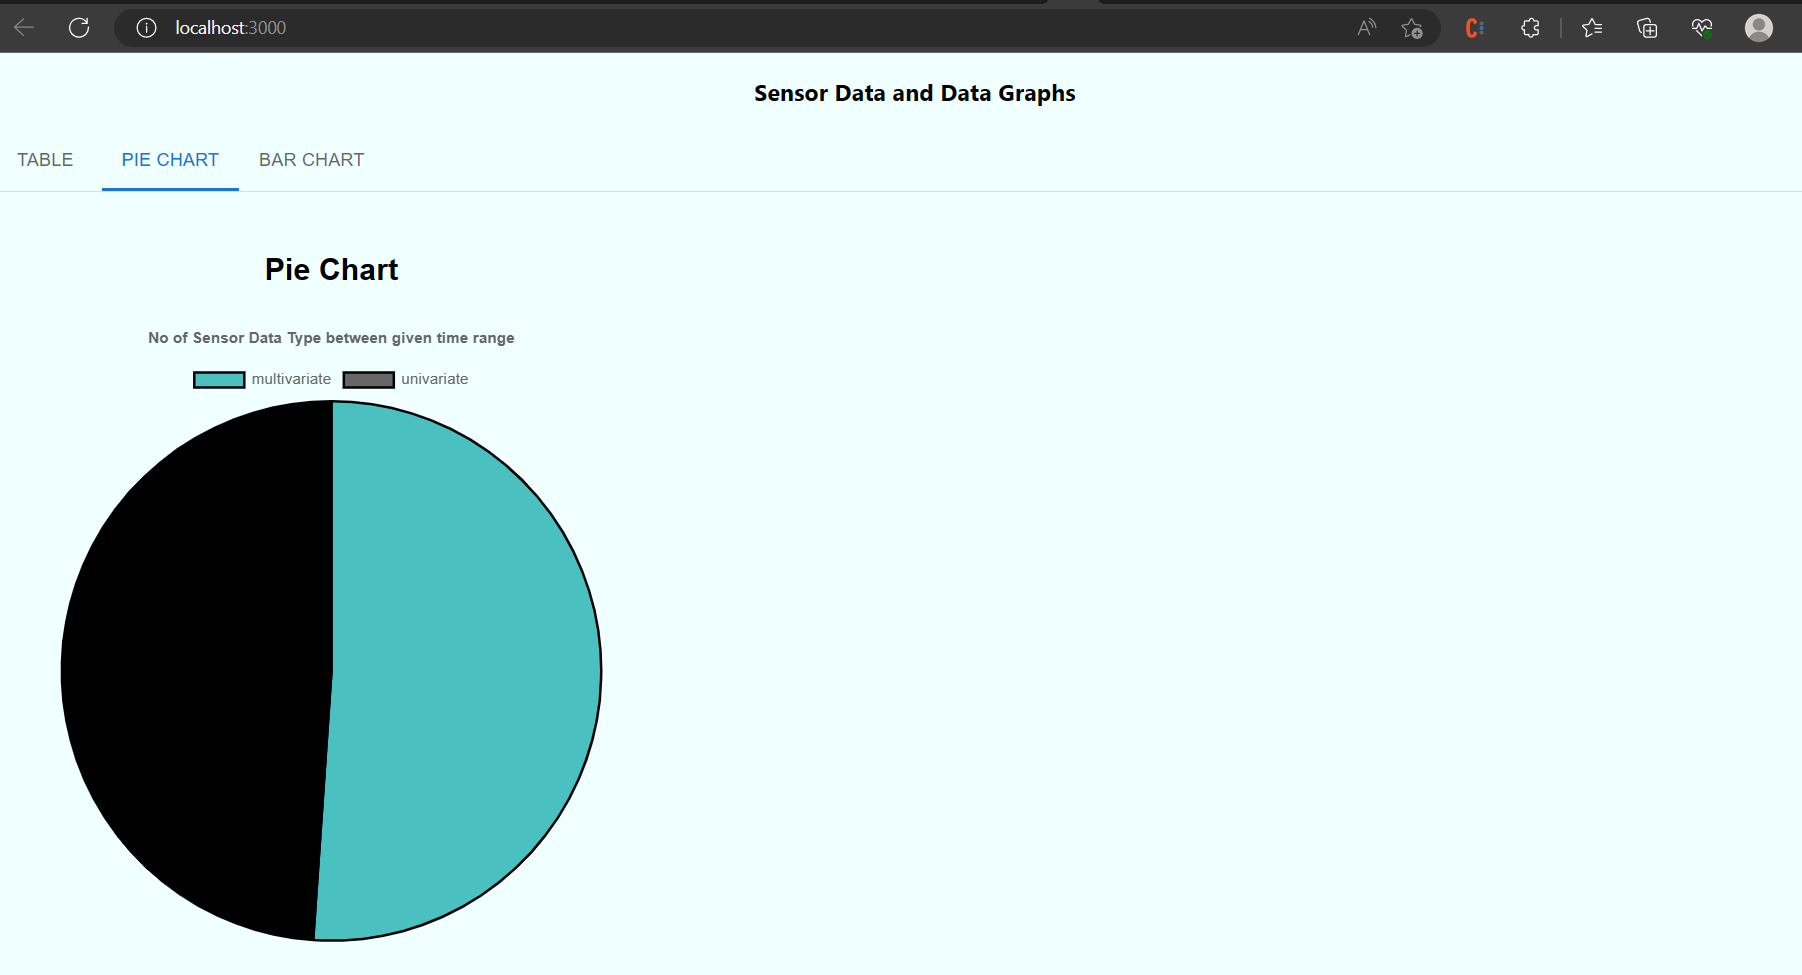 localhost:3000
Sensor Data and Data Graphs
TABLE PIE CHART BAR CHART
Pie Chart
No of Sensor Data Type between given time range
multivariate univariate